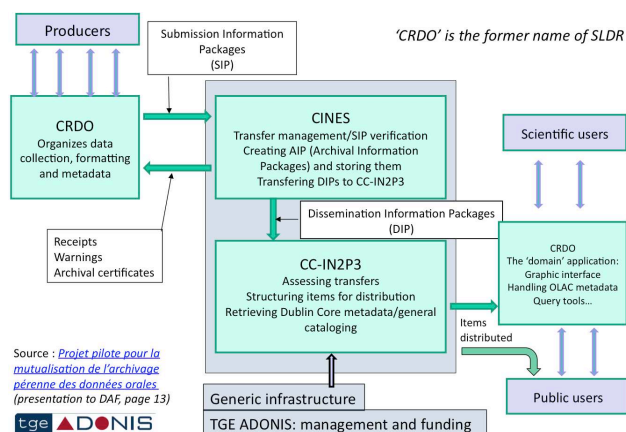 Producers
Submission Information
Packages
(SIP)
‘CRDO’ is the former name of SLDR
CRDO
Organizes data
collection, formatting
and metadata
CINES
Transfer management/SIP verification
Creating AIP (Archival Information
Packages) and storing them
Transfering DIPs to CC-IN2P3
Scientific users
Receipts
Warnings
Archival certificates
Dissemination Information Packages
(DIP)
CC-IN2P3
Assessing transfers
Structuring items for distribution
Retrieving Dublin Core metadata/general
cataloging
CRDO
The ‘domain’ application:
Graphic interface
Handling OLAC metadata
Query tools...
Items
distributed
Public users
Source : Projet pilote pour la
mutualisation de l’archivage
pérenne des données orales
(presentation to DAF, page 13)
tge ADONIS
Generic infrastructure
TGE ADONIS: management and funding